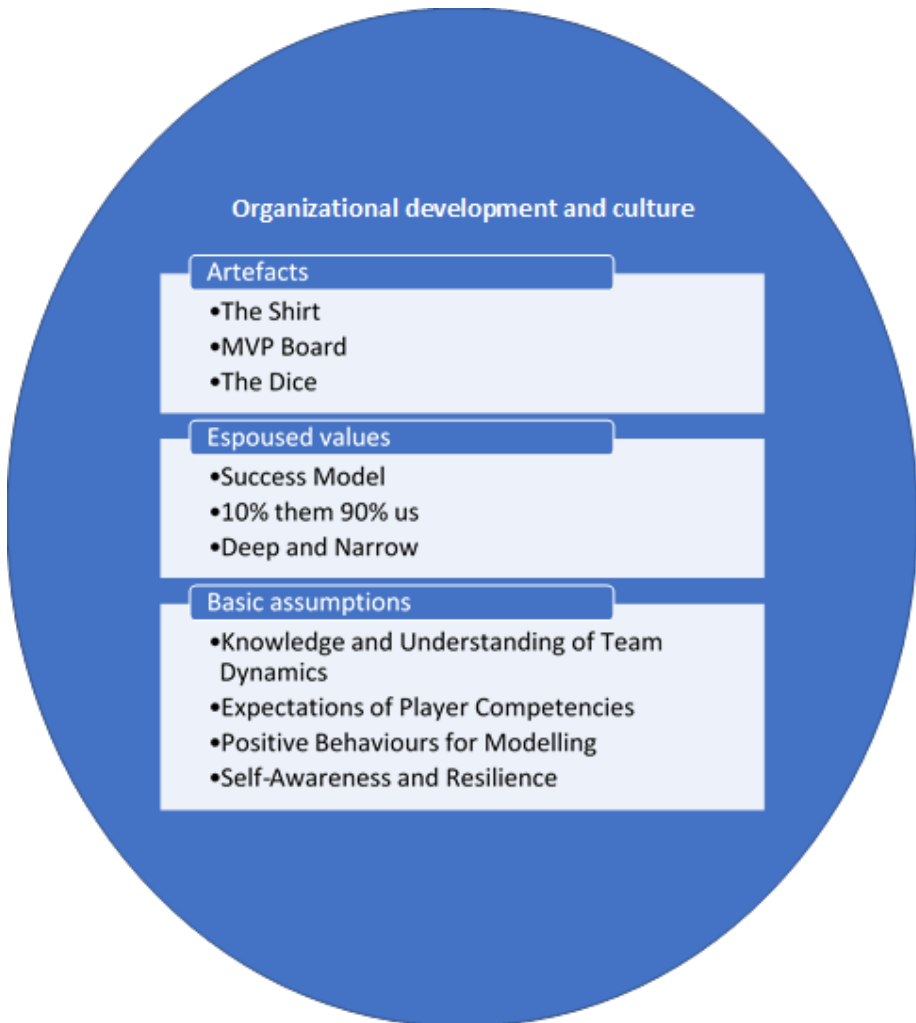 Organizational development and culture
Artefacts
•The Shirt
•MVP Board
•The Dice
Espoused values
•Success Model
•10% them 90% us
•Deep and Narrow
Basic assumptions
•Knowledge and Understanding of Team
Dynamics
•Expectations of Player Competencies
•Positive Behaviours for Modelling
•Self-Awareness and Resilience